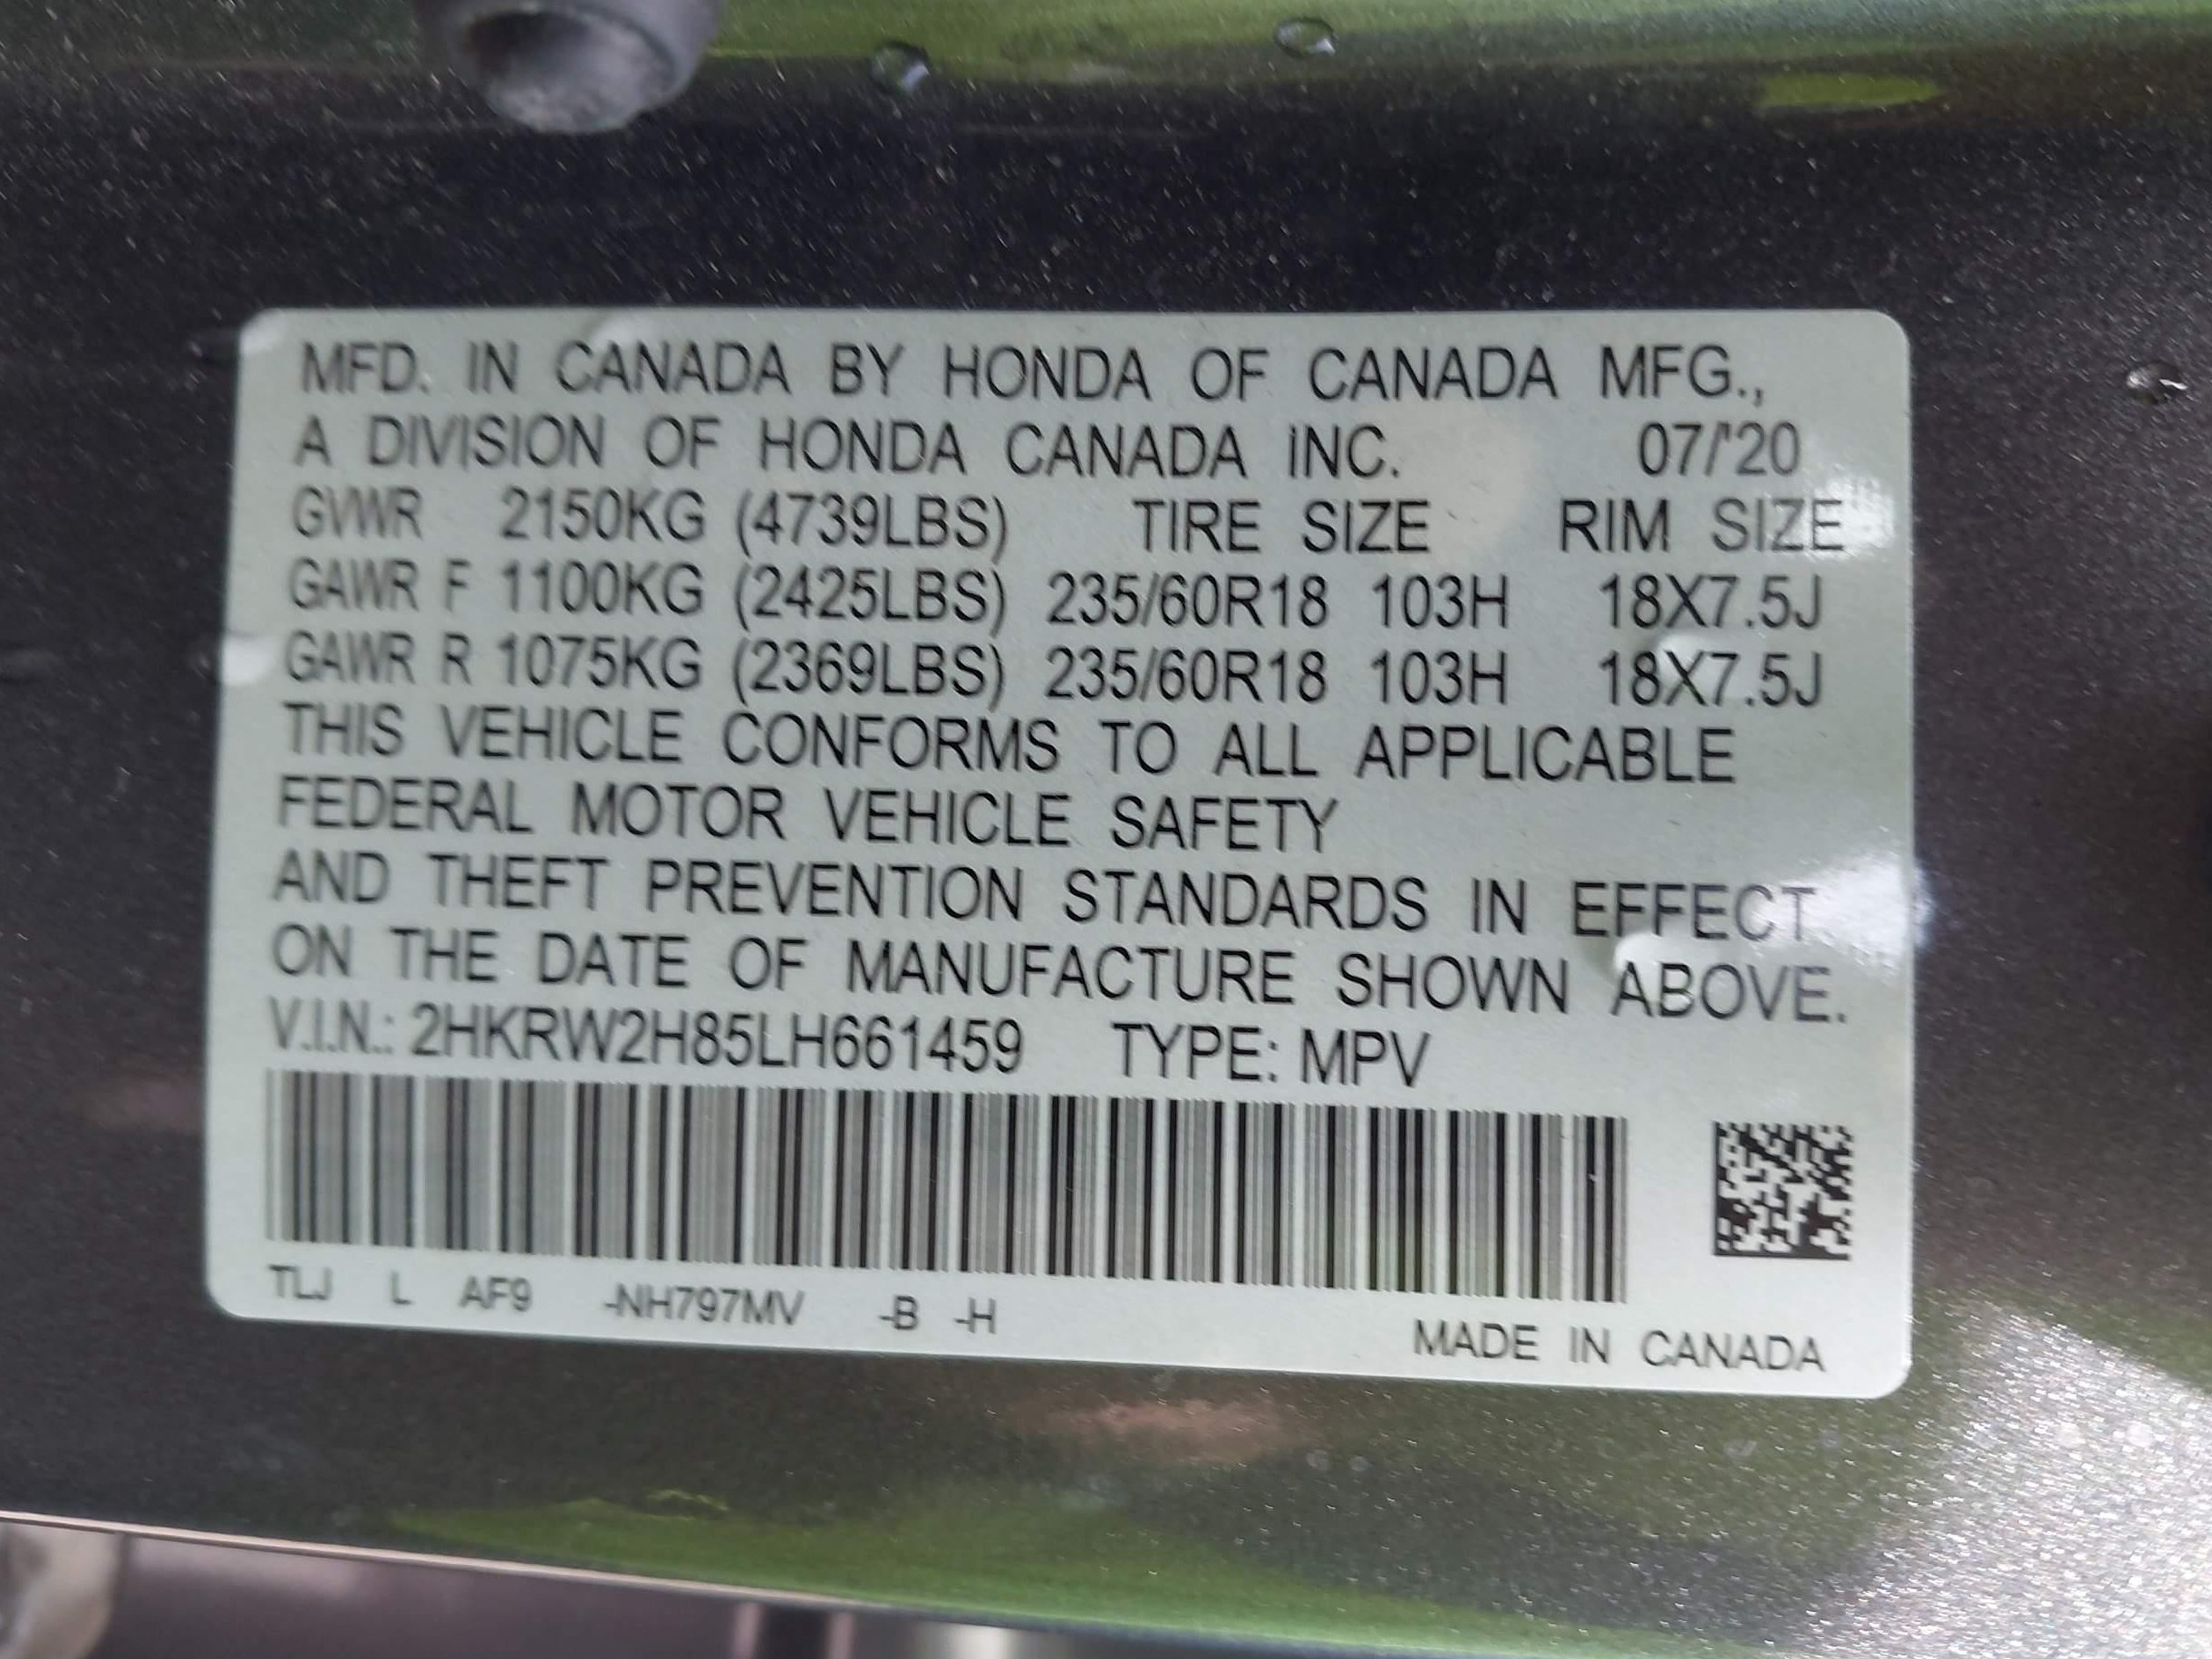 MFD. IN CANADA BY HONDA OF CANADA MFG.,
A DIVISION OF HONDA CANADA INC. 07/'20
GVWR 2150KG (4739LBS) TIRE SIZE RIM SIZE
GAWR F 1100KG (2425LBS) 235/60R18 103H 18X7.5J
GAWR R 1075KG (2369LBS) 235/60R18 103H 18X7.5J
THIS VEHICLE CONFORMS TO ALL APPLICABLE
FEDERAL MOTOR VEHICLE SAFETY
AND THEFT PREVENTION STANDARDS IN EFFECT
ON THE DATE OF MANUFACTURE SHOWN ABOVE.
V.I.N.: 2HKRW2H85LH661459 TYPE: MPV
TLJ L AF9 -NH797MV -B -H
MADE IN CANADA